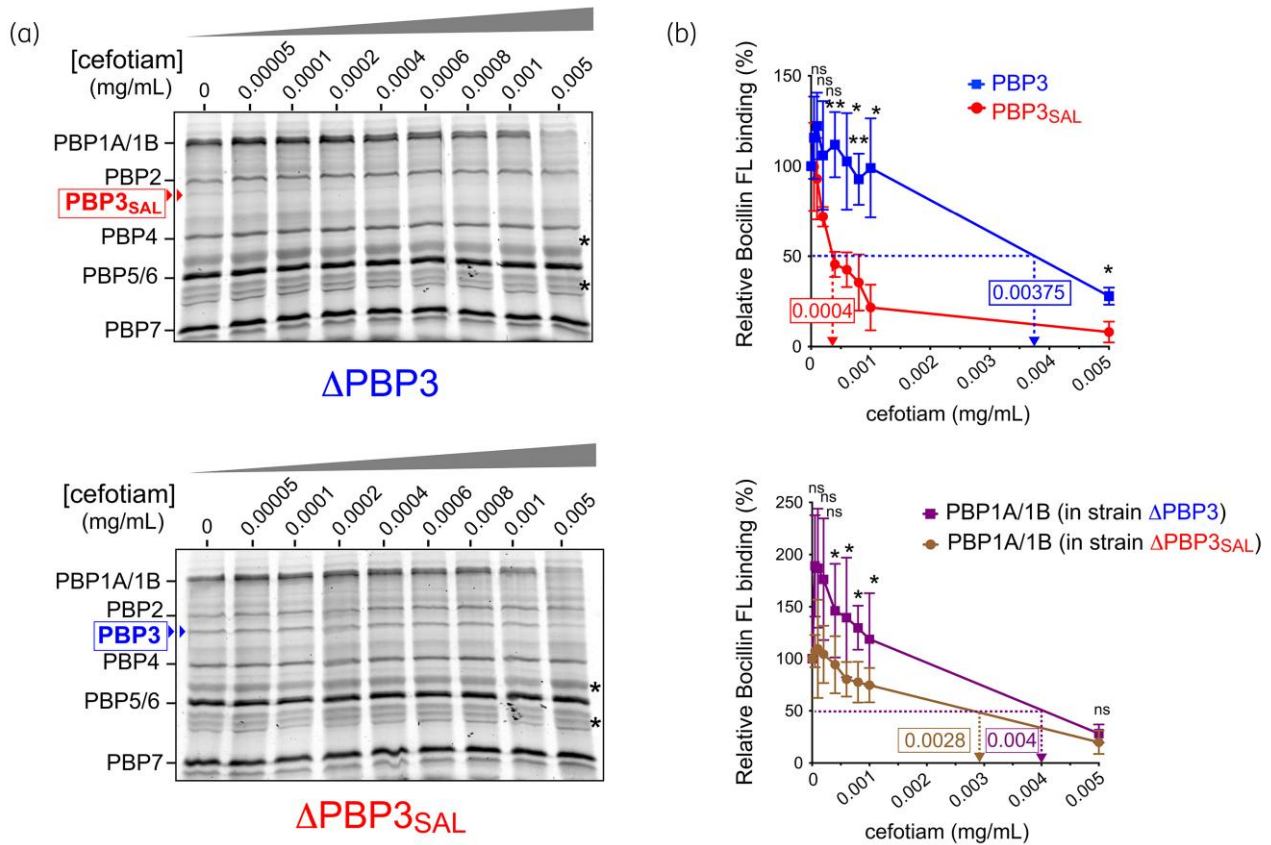 (a)
[cefotiam]
(mg/mL)
0 0.00005 0.0001 0.0002 0.0004 0.0006 0.0008 0.001 0.005
PBP1A/1B
PBP2
PBP3SAL
PBP4
*
PBP5/6
*
PBP7
ΔPBP3
[cefotiam]
(mg/mL)
0 0.00005 0.0001 0.0002 0.0004 0.0006 0.0008 0.001 0.005
PBP1A/1B
PBP2
PBP3
PBP4
*
PBP5/6
*
PBP7
ΔPBP3SAL
(b)
Relative Bocillin FL binding (%)
150
100
50
0
ns
ns
ns
** * *
**
*
PBP3
PBP3SAL
0.0004
0.00375
0 0.001 0.002 0.003 0.004 0.005
cefotiam (mg/mL)
Relative Bocillin FL binding (%)
250
200
150
100
50
0
ns
ns
ns
* * * *
ns
PBP1A/1B (in strain ΔPBP3)
PBP1A/1B (in strain ΔPBP3SAL)
0.0028
0.004
0 0.001 0.003 0.004 0.005
cefotiam (mg/mL)